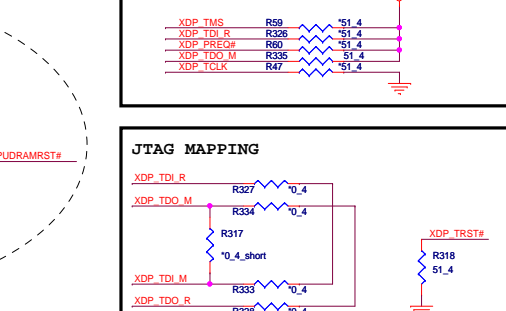 XDP_TMS R59 *51_4
XDP_TDI_R R326 *51_4
XDP_PREQ# R60 *51_4
XDP_TDO_M R335 51_4
XDP_TCLK R47 *51_4
PUDRAMRST#
JTAG MAPPING
XDP_TDI_R
R327 *0_4
XDP_TDO_M
R334 *0_4
R317
*0_4_short
XDP_TRST#
R318
51_4
XDP_TDI_M
R333 *0_4
XDP_TDO_R
*0_4